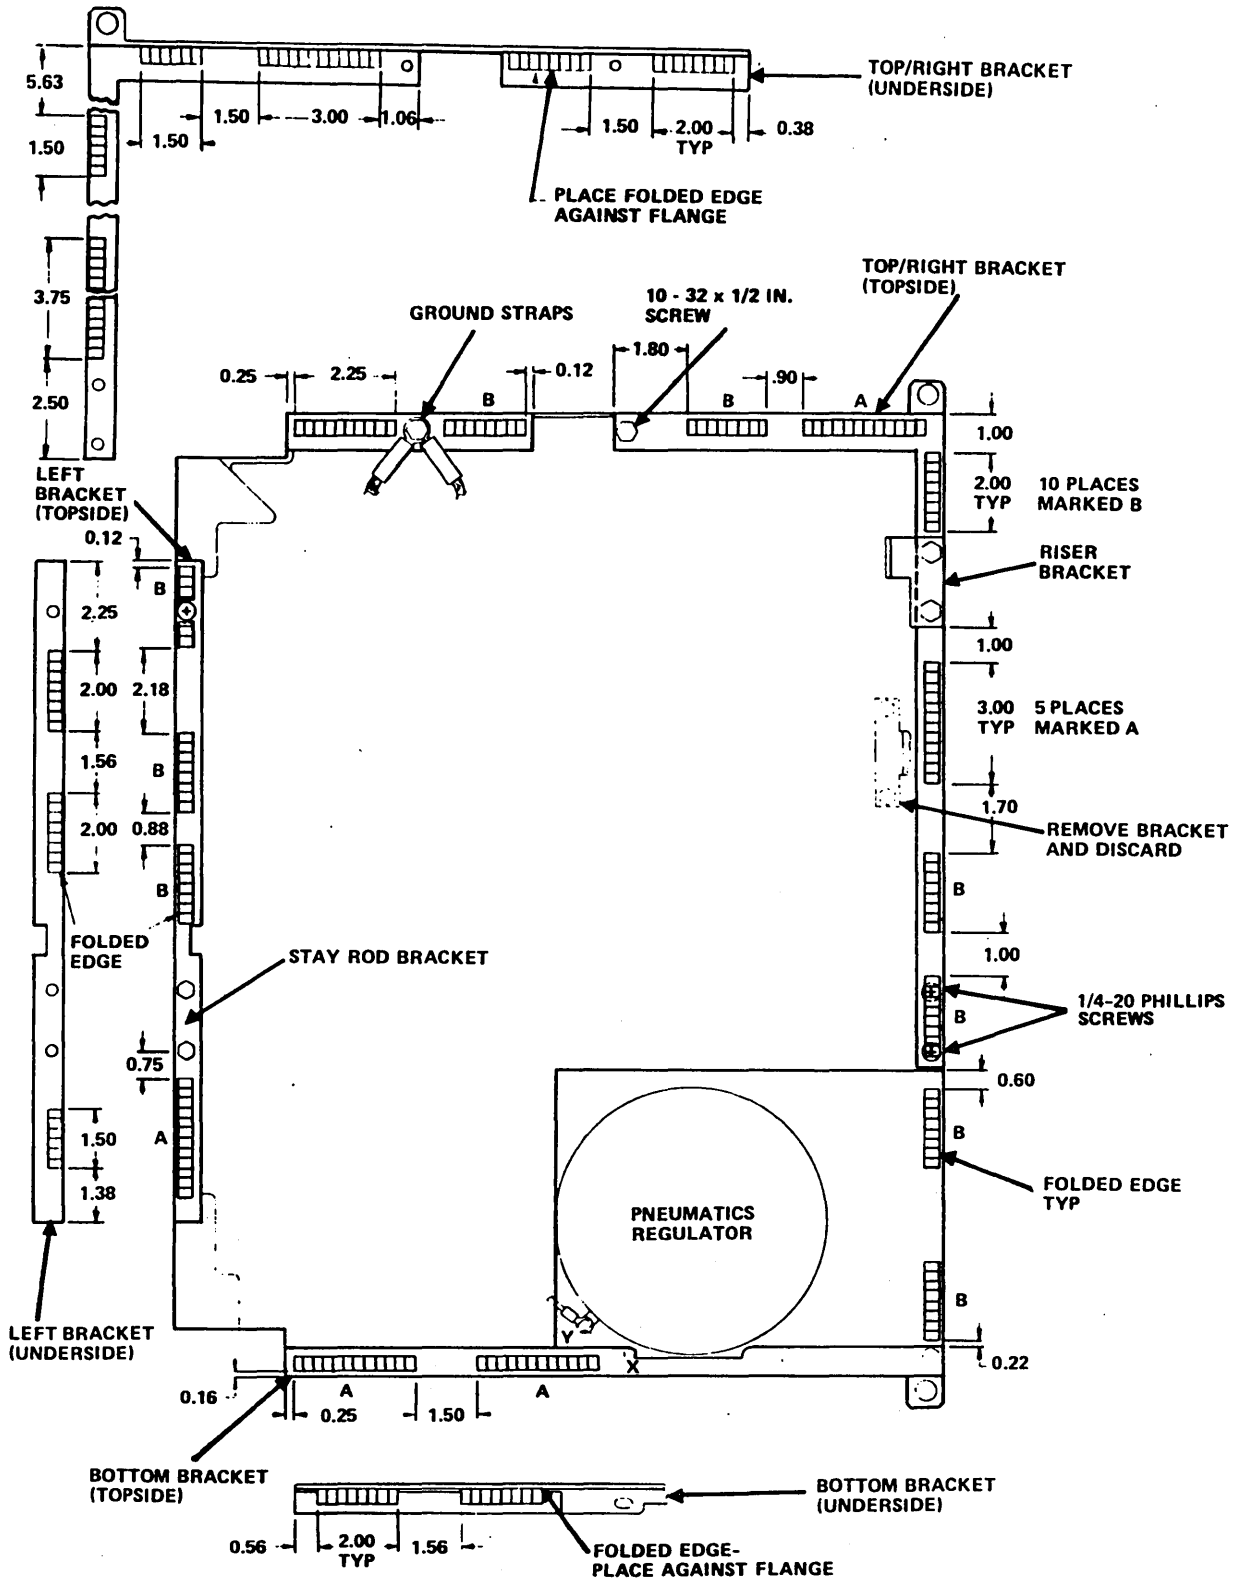 5.63
1.50
3.00
1.06
1.50
1.50
2.00
TYP
0.38
TOP/RIGHT BRACKET
(UNDERSIDE)
1.50
PLACE FOLDED EDGE
AGAINST FLANGE
3.75
2.50
GROUND STRAPS
10 - 32 x 1/2 IN.
SCREW
TOP/RIGHT BRACKET
(TOPSIDE)
0.25
2.25
B
0.12
1.80
B
.90
A
1.00
2.00
TYP
10 PLACES
MARKED B
LEFT
BRACKET
(TOPSIDE)
0.12
B
2.25
RISER
BRACKET
1.00
2.00
2.18
3.00
TYP
5 PLACES
MARKED A
1.56
B
2.00
0.88
1.70
REMOVE BRACKET
AND DISCARD
B
B
FOLDED
EDGE
STAY ROD BRACKET
1.00
1/4-20 PHILLIPS
SCREWS
B
0.75
0.60
A
1.50
B
1.38
FOLDED EDGE
TYP
PNEUMATICS
REGULATOR
B
LEFT BRACKET
(UNDERSIDE)
Y
X
0.22
0.16
A
A
0.25
1.50
BOTTOM BRACKET
(TOPSIDE)
BOTTOM BRACKET
(UNDERSIDE)
0.56
2.00
TYP
1.56
FOLDED EDGE-
PLACE AGAINST FLANGE